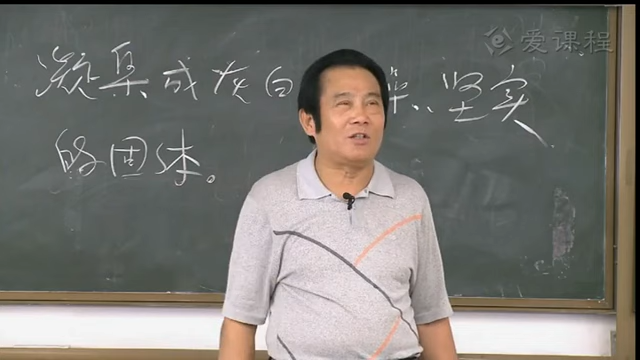 爱课程
凝集成灰白 坚实
的固体。